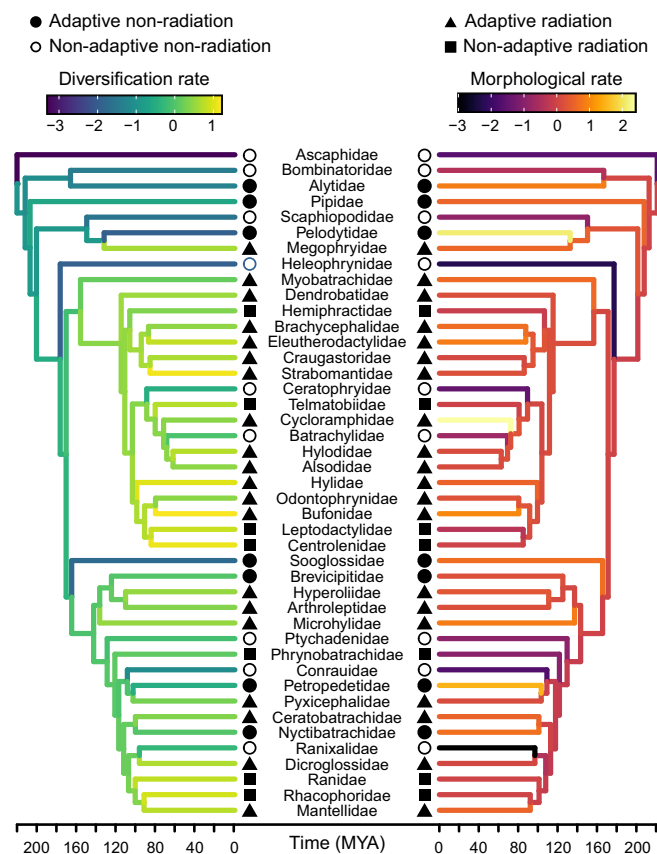 Adaptive non-radiation
Non-adaptive non-radiation
Adaptive radiation
Non-adaptive radiation
Diversification rate
−3 −2 −1 0 1
Morphological rate
−3 −2 −1 0 1 2
Ascaphidae
Bombinatoridae
Alytidae
Pipidae
Scaphiopodidae
Pelodytidae
Megophryidae
Heleophrynidae
Myobatrachidae
Dendrobatidae
Hemiphractidae
Brachycephalidae
Eleutherodactylidae
Craugastoridae
Strabomantidae
Ceratophryidae
Telmatobiidae
Cycloramphidae
Batrachylidae
Hylodidae
Alsodidae
Hylidae
Odontophrynidae
Bufonidae
Leptodactylidae
Centrolenidae
Sooglossidae
Brevicipitidae
Hyperoliidae
Arthroleptidae
Microhylidae
Ptychadenidae
Phrynobatrachidae
Conrauidae
Petropedetidae
Pyxicephalidae
Ceratobatrachidae
Nyctibatrachidae
Ranixalidae
Dicroglossidae
Ranidae
Rhacophoridae
Mantellidae
200 160 120 80 40 0 Time (MYA) 0 40 80 120 160 200